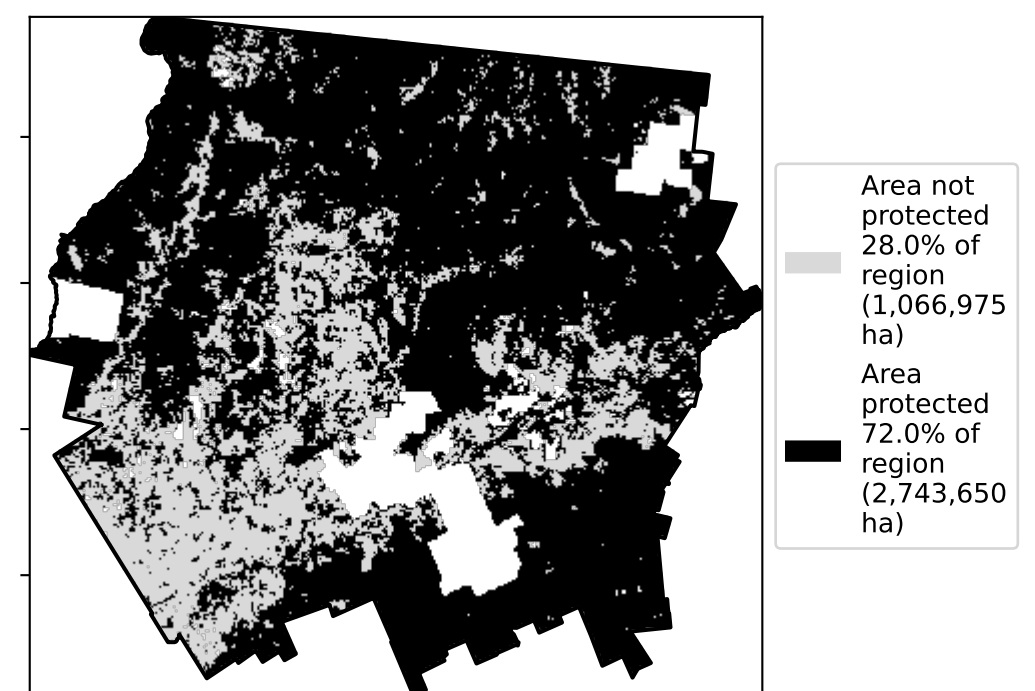 Area not
protected
28.0% of
region
(1,066,975
ha)
Area
protected
72.0% of
region
(2,743,650
ha)